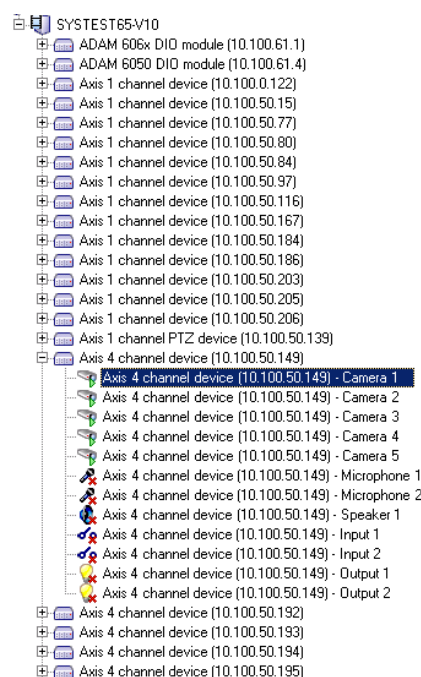 SYSTEST65-V10
ADAM 606x DIO module (10.100.61.1)
ADAM 6050 DIO module (10.100.61.4)
Axis 1 channel device (10.100.0.122)
Axis 1 channel device (10.100.50.15)
Axis 1 channel device (10.100.50.77)
Axis 1 channel device (10.100.50.80)
Axis 1 channel device (10.100.50.84)
Axis 1 channel device (10.100.50.97)
Axis 1 channel device (10.100.50.116)
Axis 1 channel device (10.100.50.167)
Axis 1 channel device (10.100.50.184)
Axis 1 channel device (10.100.50.186)
Axis 1 channel device (10.100.50.203)
Axis 1 channel device (10.100.50.205)
Axis 1 channel device (10.100.50.206)
Axis 1 channel PTZ device (10.100.50.139)
Axis 4 channel device (10.100.50.149)
Axis 4 channel device (10.100.50.149) - Camera 1
Axis 4 channel device (10.100.50.149) - Camera 2
Axis 4 channel device (10.100.50.149) - Camera 3
Axis 4 channel device (10.100.50.149) - Camera 4
Axis 4 channel device (10.100.50.149) - Camera 5
Axis 4 channel device (10.100.50.149) - Microphone 1
Axis 4 channel device (10.100.50.149) - Microphone 2
Axis 4 channel device (10.100.50.149) - Speaker 1
Axis 4 channel device (10.100.50.149) - Input 1
Axis 4 channel device (10.100.50.149) - Input 2
Axis 4 channel device (10.100.50.149) - Output 1
Axis 4 channel device (10.100.50.149) - Output 2
Axis 4 channel device (10.100.50.192)
Axis 4 channel device (10.100.50.193)
Axis 4 channel device (10.100.50.194)
Axis 4 channel device (10.100.50.195)